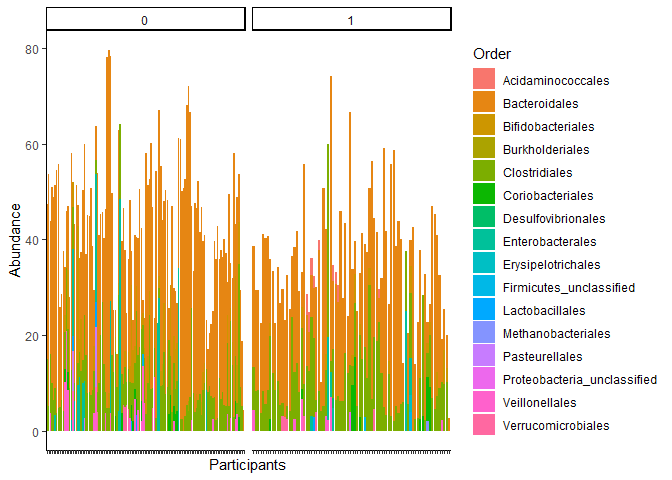 0 1
80
60
40
20
0
Abundance
Participants
Order
Acidaminococcales
Bacteroidales
Bifidobacteriales
Burkholderiales
Clostridiales
Coriobacteriales
Desulfovibrionales
Enterobacterales
Erysipelotrichales
Firmicutes_unclassified
Lactobacillales
Methanobacteriales
Pasteurellales
Proteobacteria_unclassified
Veillonellales
Verrucomicrobiales